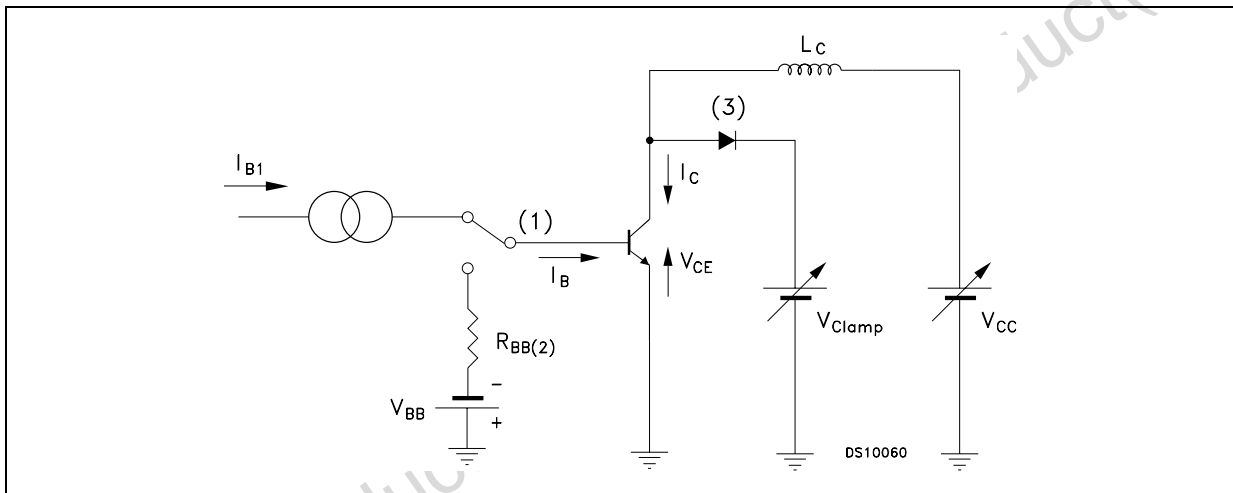 L_C
(3)
I_B1
I_C
(1)
I_B
V_CE
R_BB(2)
V_Clamp
V_CC
−
V_BB
+
DS10060